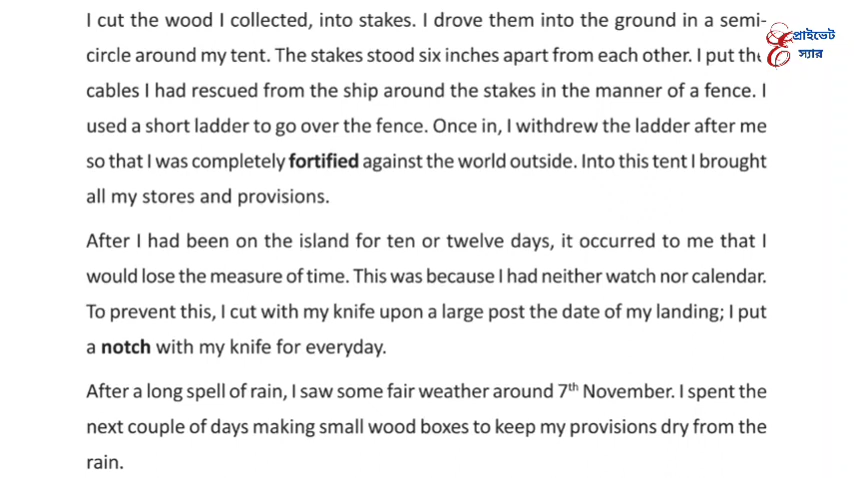 I cut the wood I collected, into stakes. I drove them into the ground in a semi-
circle around my tent. The stakes stood six inches apart from each other. I put the
cables I had rescued from the ship around the stakes in the manner of a fence. I
used a short ladder to go over the fence. Once in, I withdrew the ladder after me
so that I was completely fortified against the world outside. Into this tent I brought
all my stores and provisions.
After I had been on the island for ten or twelve days, it occurred to me that I
would lose the measure of time. This was because I had neither watch nor calendar.
To prevent this, I cut with my knife upon a large post the date of my landing; I put
a notch with my knife for everyday.
After a long spell of rain, I saw some fair weather around 7th November. I spent the
next couple of days making small wood boxes to keep my provisions dry from the
rain.
প্রাইভেট
স্যার